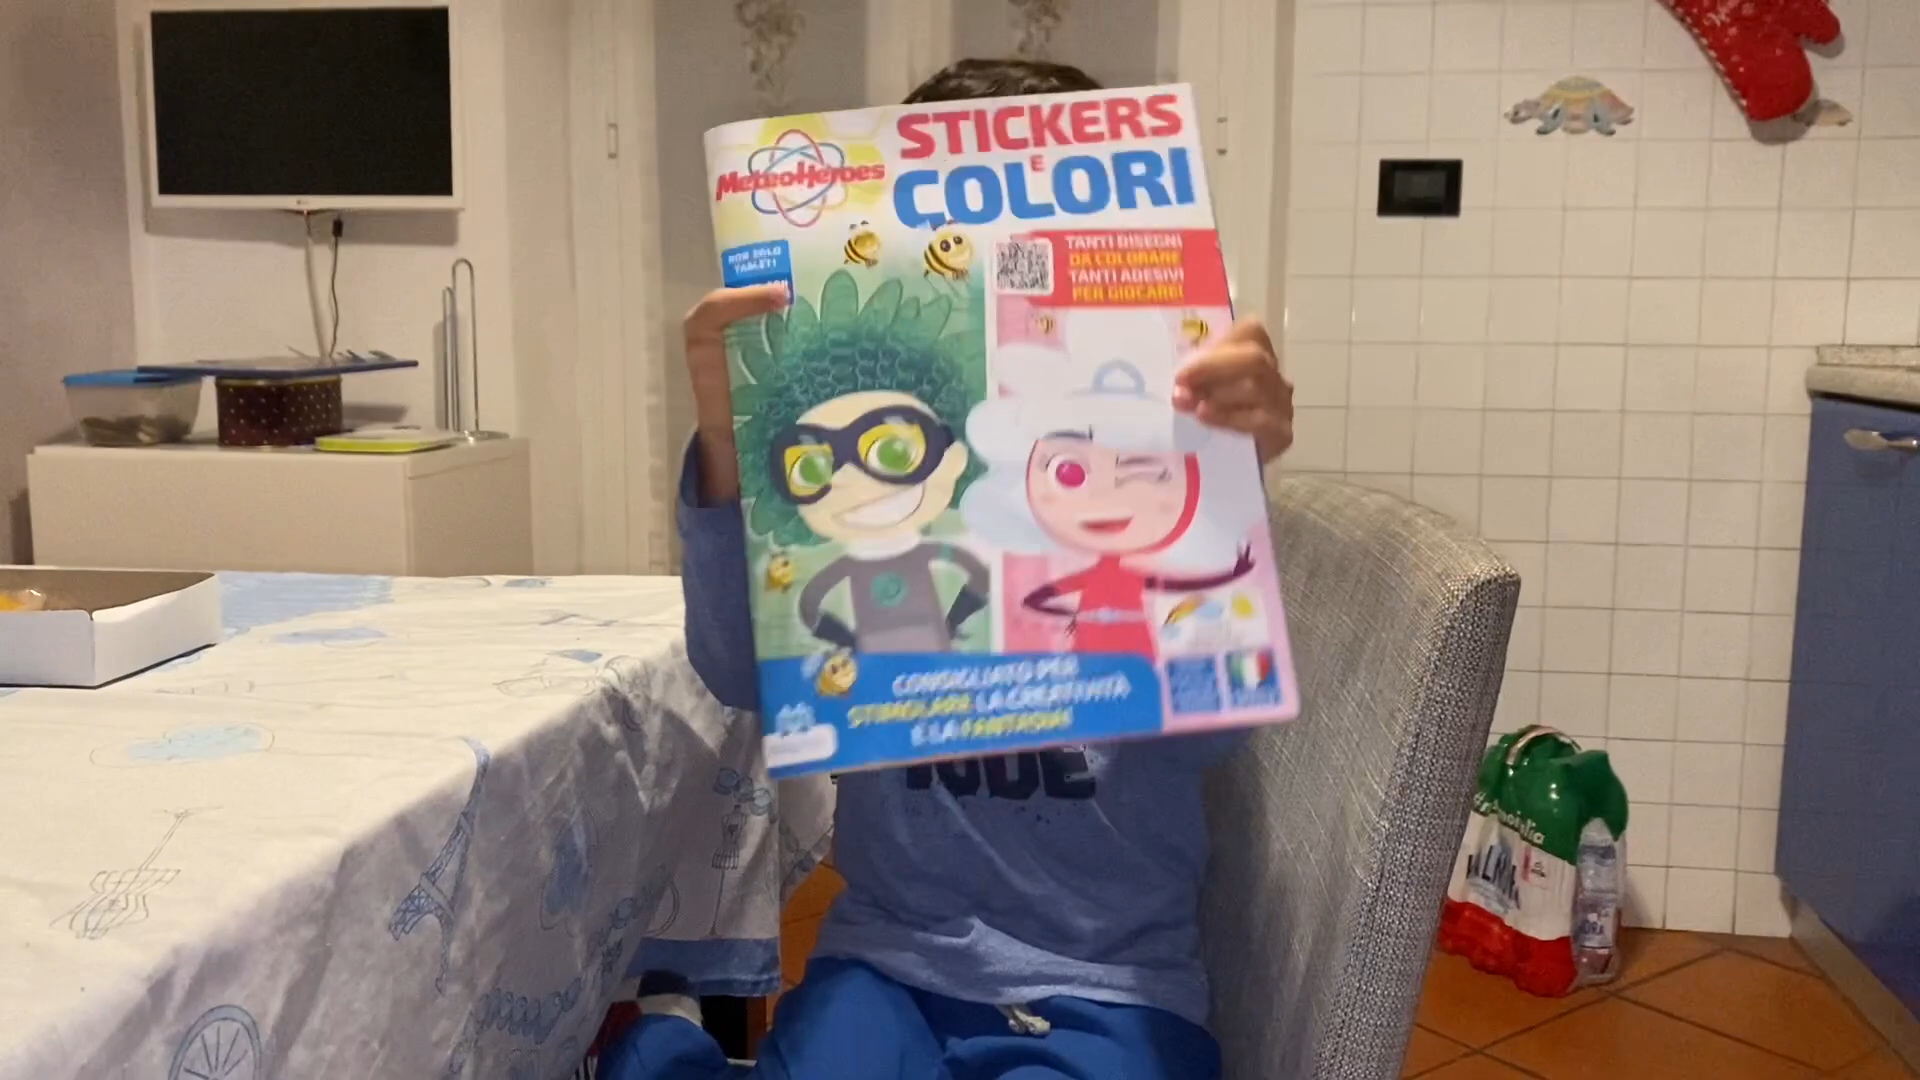 MeteoHeroes
STICKERS
E
COLORI
NON SOLO
TABLET!
TANTI DISEGNI
DA COLORARE
TANTI ADESIVI
PER GIOCARE!
CONSIGLIATO PER
STIMOLARE LA CREATIVITÀ
E LA FANTASIA!